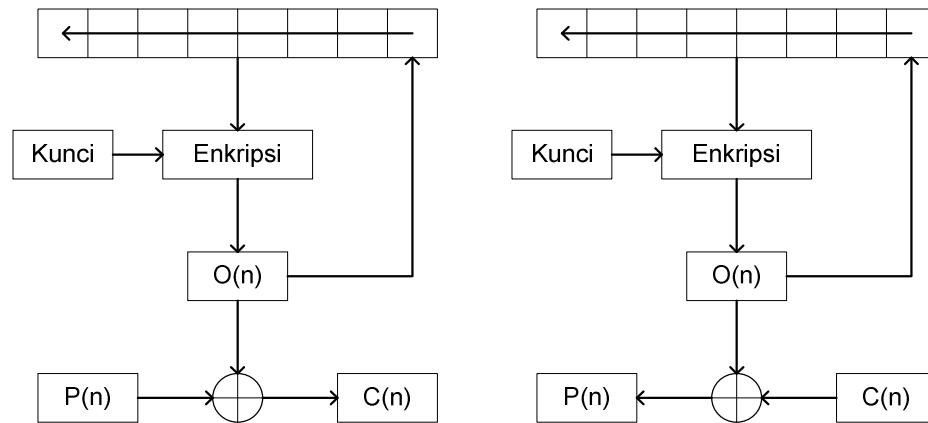 Kunci
Enkripsi
O(n)
P(n)
C(n)
Kunci
Enkripsi
O(n)
P(n)
C(n)